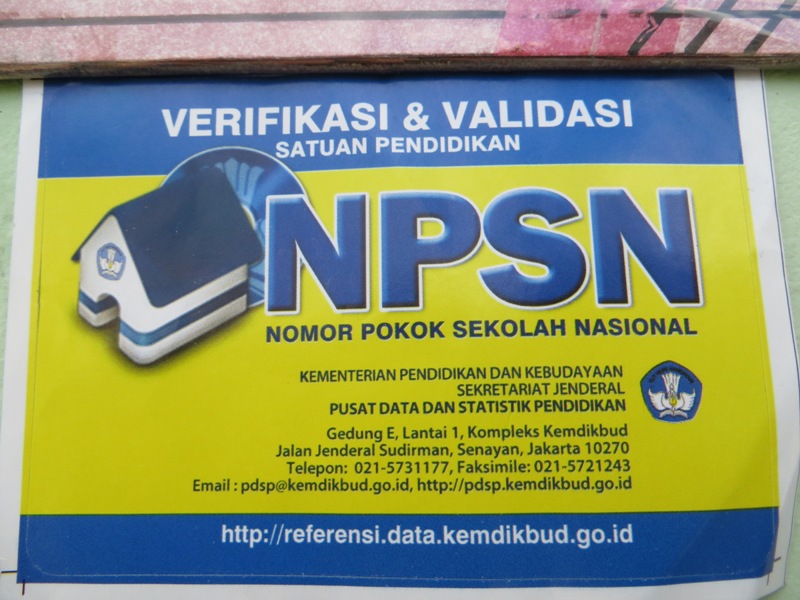 VERIFIKASI & VALIDASI
SATUAN PENDIDIKAN
NPSN
NOMOR POKOK SEKOLAH NASIONAL
KEMENTERIAN PENDIDIKAN DAN KEBUDAYAAN
SEKRETARIAT JENDERAL
PUSAT DATA DAN STATISTIK PENDIDIKAN
Gedung E, Lantai 1, Kompleks Kemdikbud
Jalan Jenderal Sudirman, Senayan, Jakarta 10270
Telepon: 021-5731177, Faksimile: 021-5721243
Email : pdsp@kemdikbud.go.id, http://pdsp.kemdikbud.go.id
http://referensi.data.kemdikbud.go.id